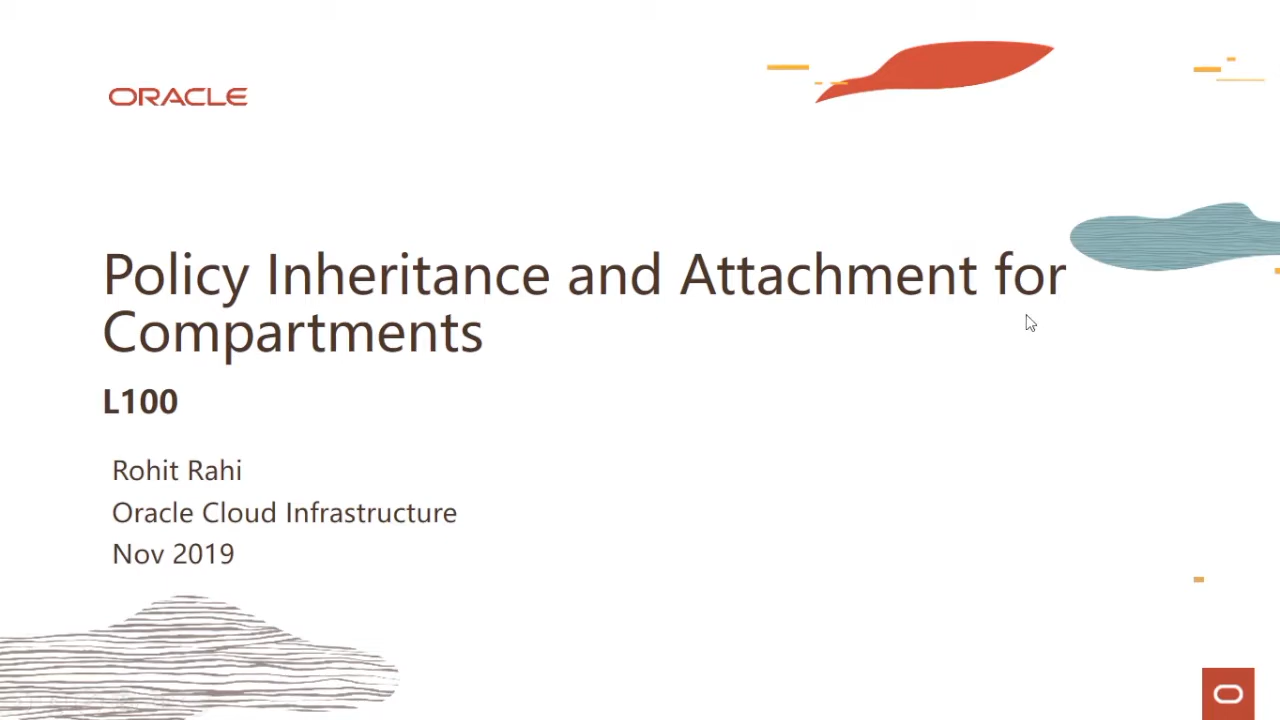 ORACLE
Policy Inheritance and Attachment for
Compartments
L100
Rohit Rahi
Oracle Cloud Infrastructure
Nov 2019